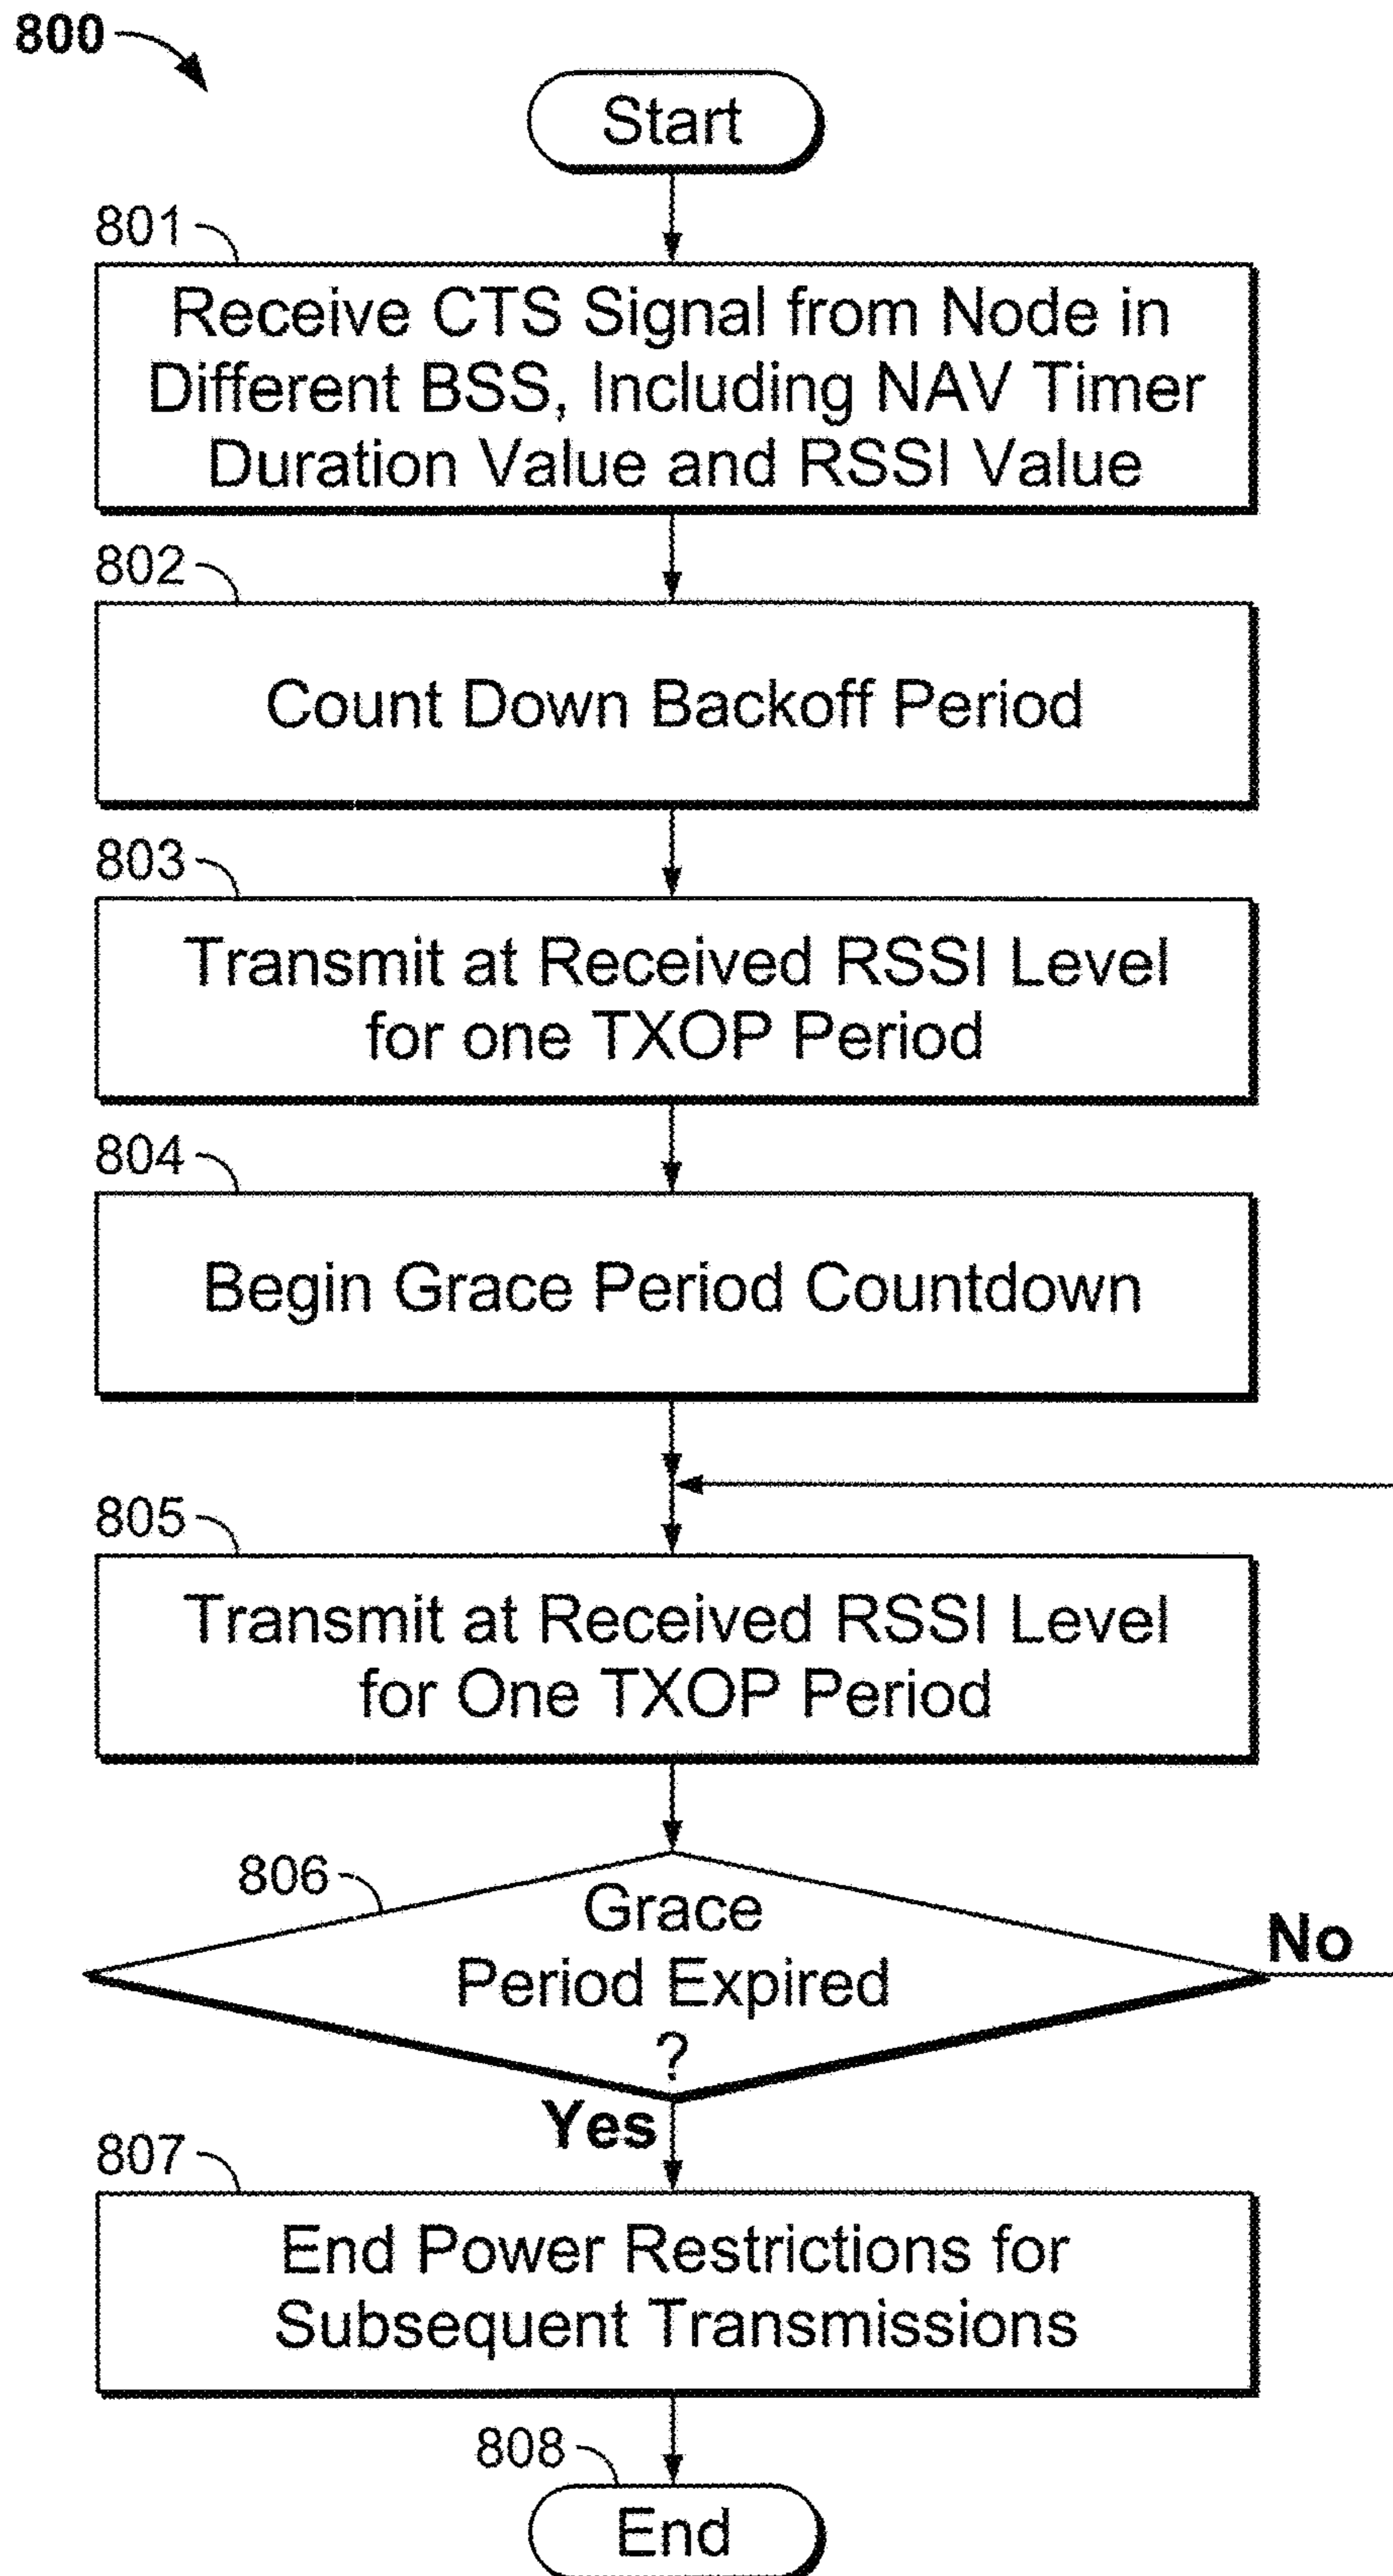 800
Start
801
Receive CTS Signal from Node in
Different BSS, Including NAV Timer
Duration Value and RSSI Value
802
Count Down Backoff Period
803
Transmit at Received RSSI Level
for one TXOP Period
804
Begin Grace Period Countdown
805
Transmit at Received RSSI Level
for One TXOP Period
806
Grace
Period Expired
?
No
Yes
807
End Power Restrictions for
Subsequent Transmissions
808
End